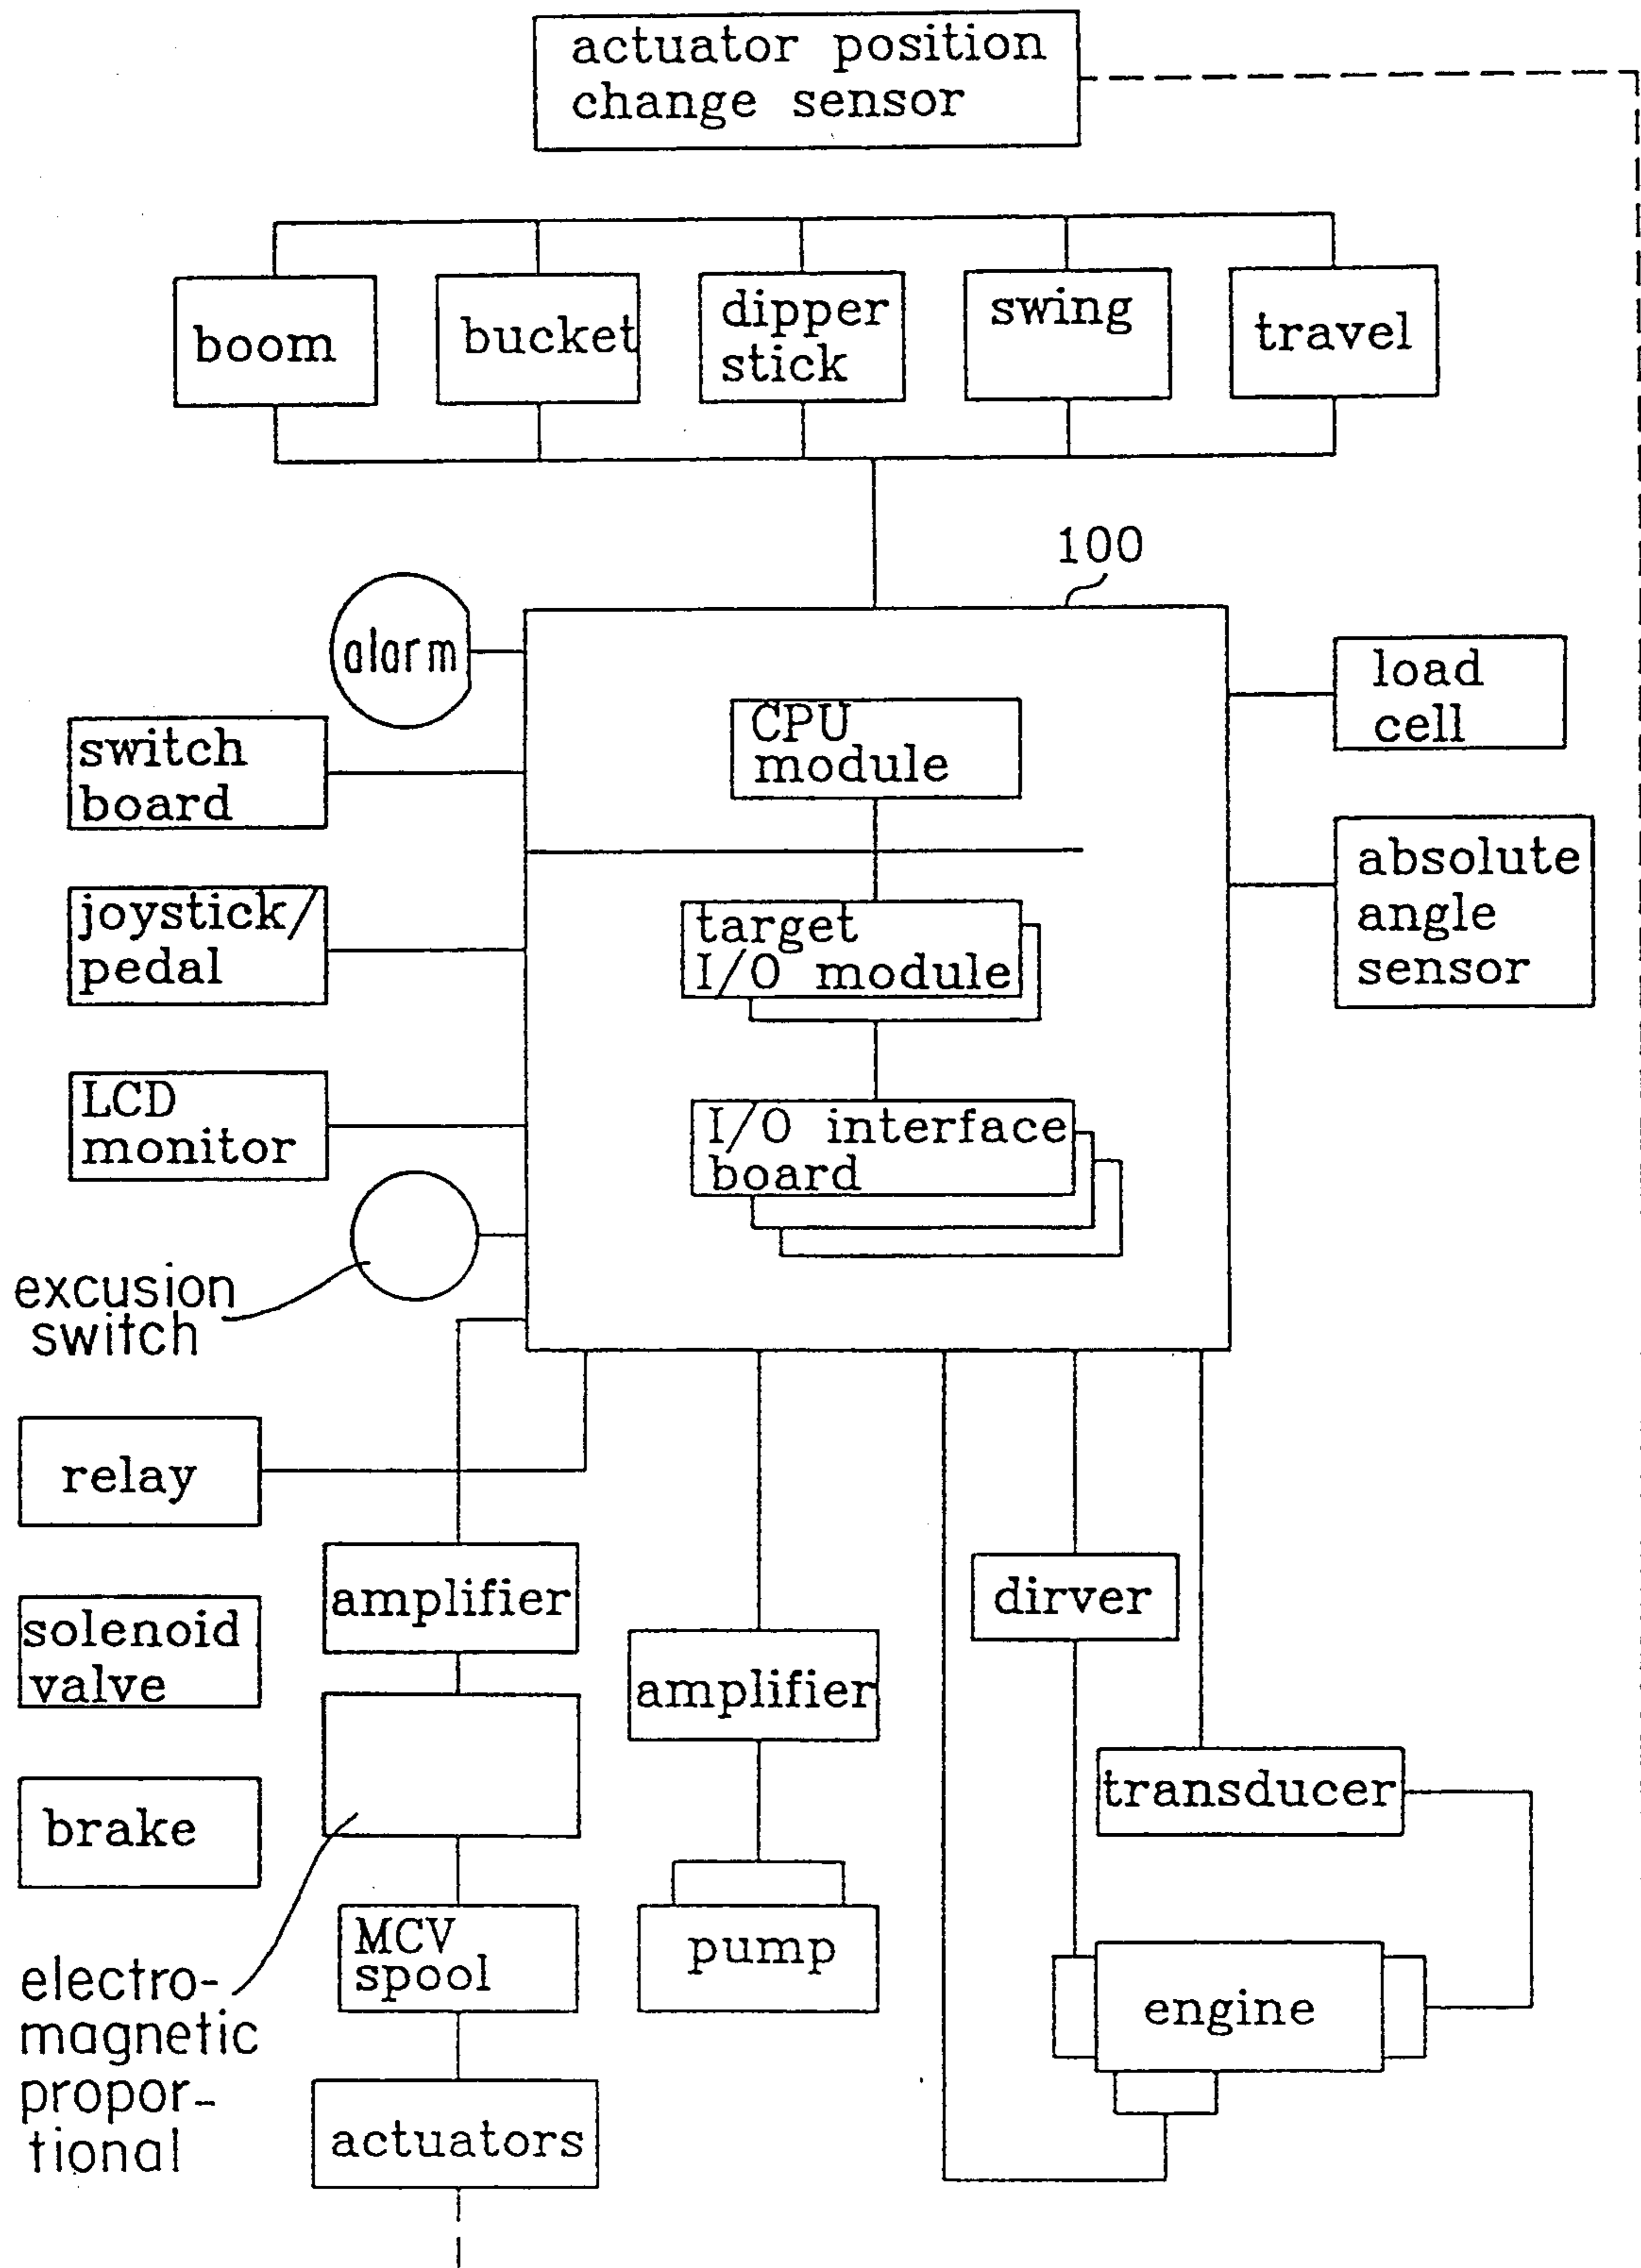 actuator position
change sensor
boom
bucket
dipper
stick
swing
travel
100
alarm
CPU
module
load
cell
switch
board
absolute
angle
sensor
joystick/
pedal
target
I/O module
LCD
monitor
I/O interface
board
excusion
switch
relay
amplifier
dirver
solenoid
valve
amplifier
transducer
brake
MCV
spool
pump
engine
electro-
magnetic
propor-
tional
actuators